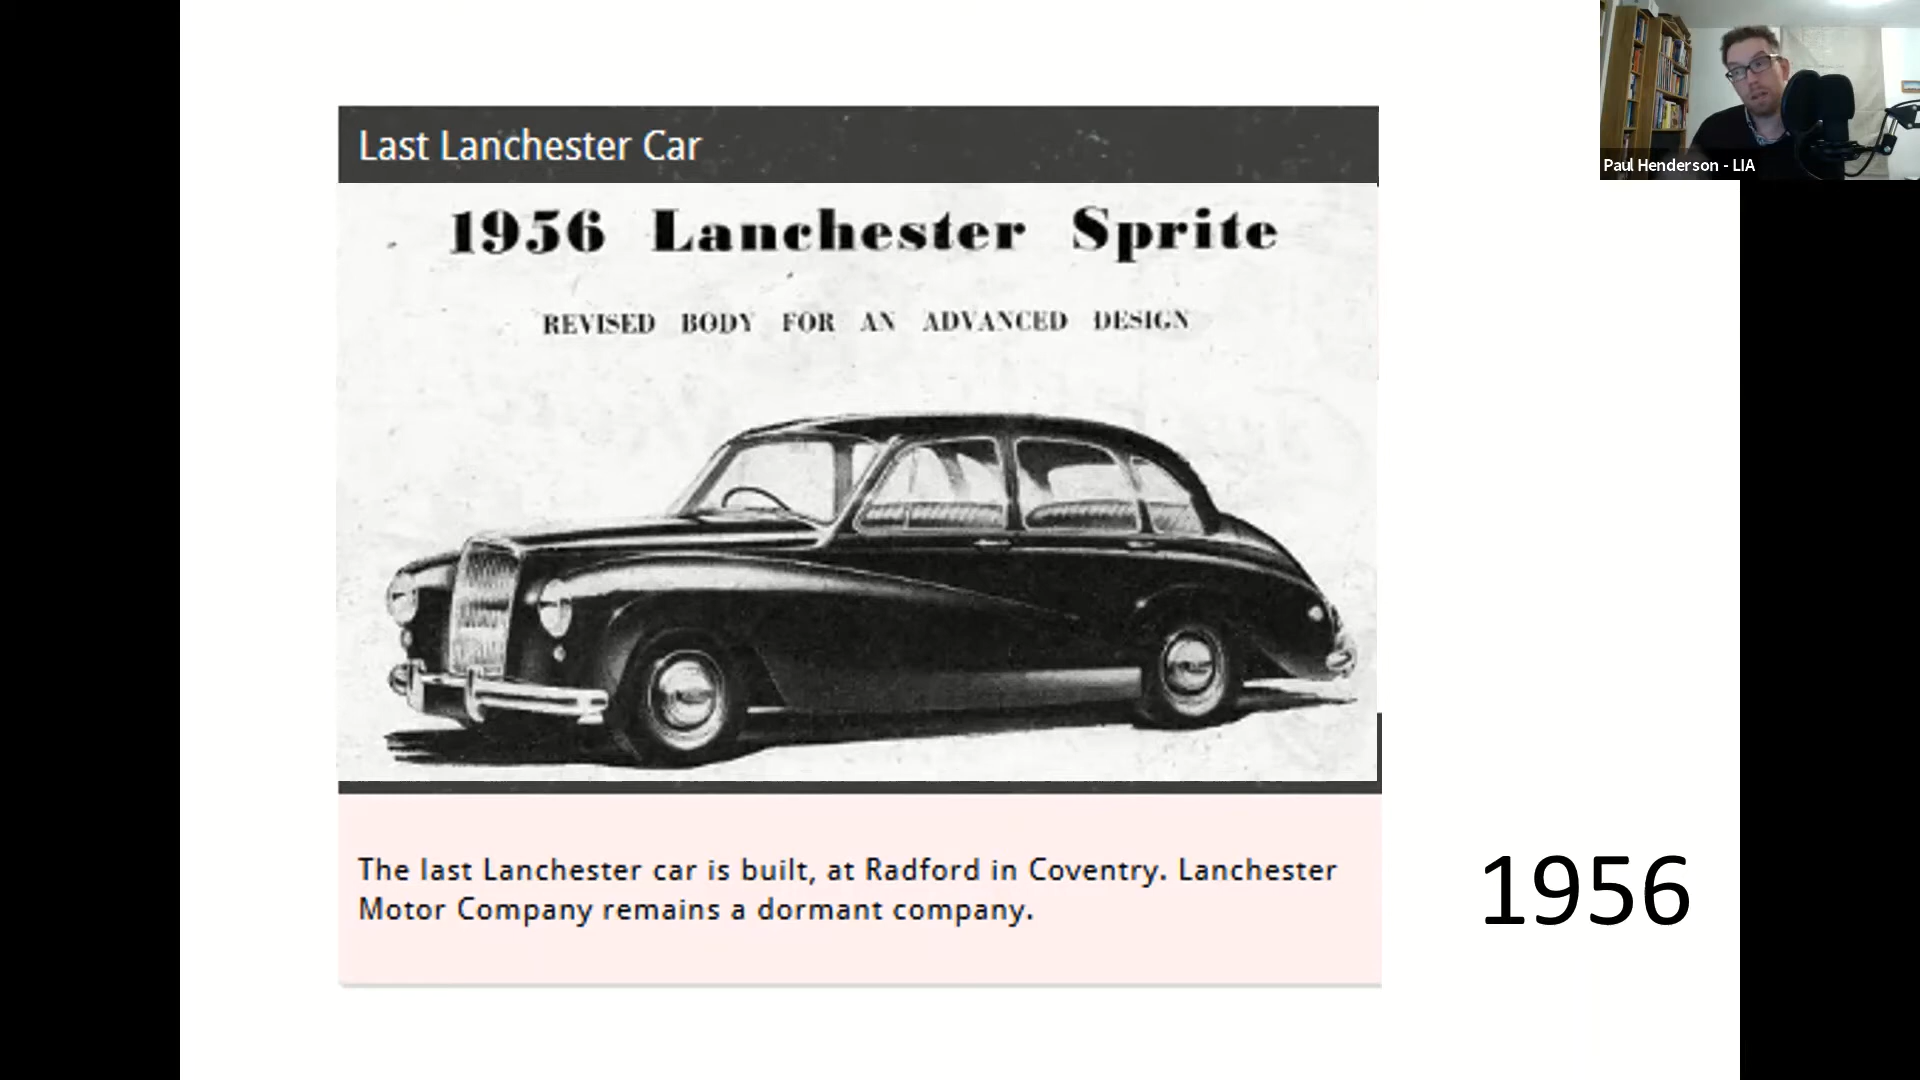 Last Lanchester Car
1956 Lanchester Sprite
REVISED BODY FOR AN ADVANCED DESIGN
The last Lanchester car is built, at Radford in Coventry. Lanchester
Motor Company remains a dormant company.
1956
Paul Henderson - LIA